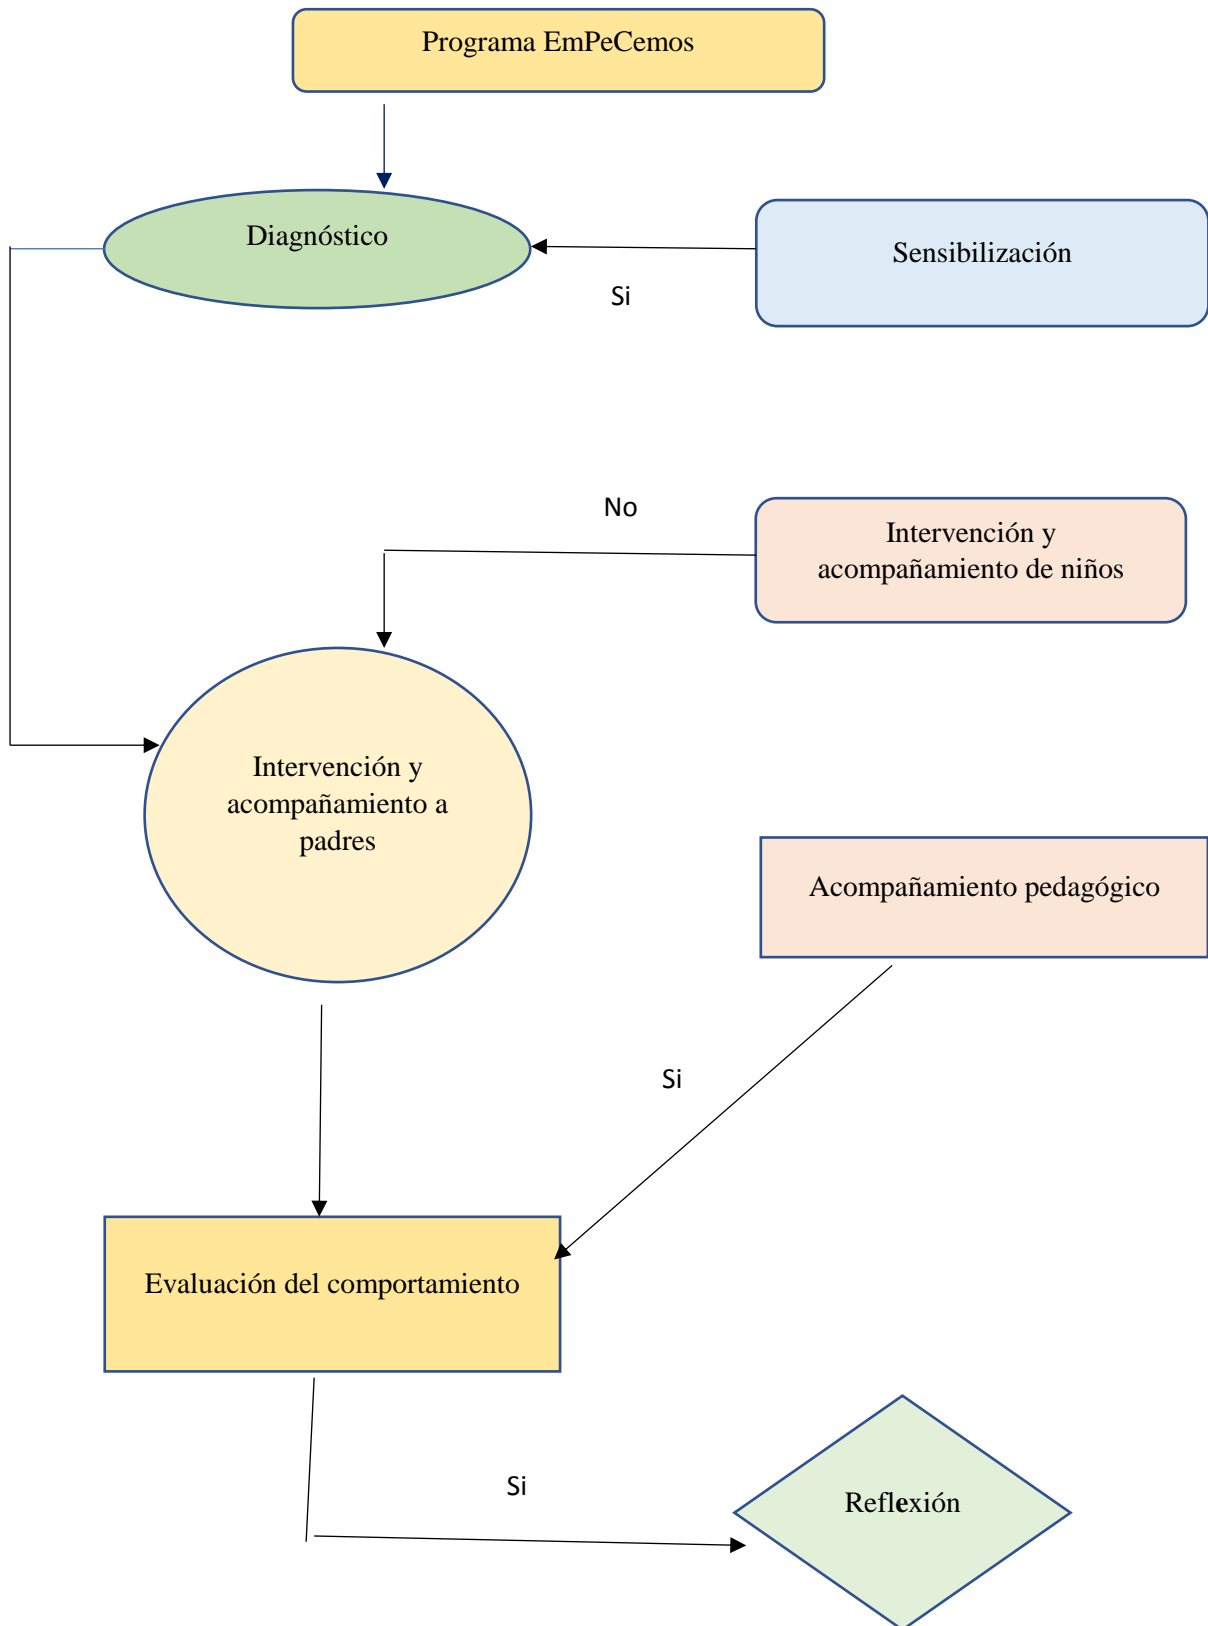 Programa EmPeCemos
Diagnóstico
Sensibilización
Si
No
Intervención y
acompañamiento de niños
Intervención y
acompañamiento a
padres
Acompañamiento pedagógico
Si
Evaluación del comportamiento
Si
Reflexión